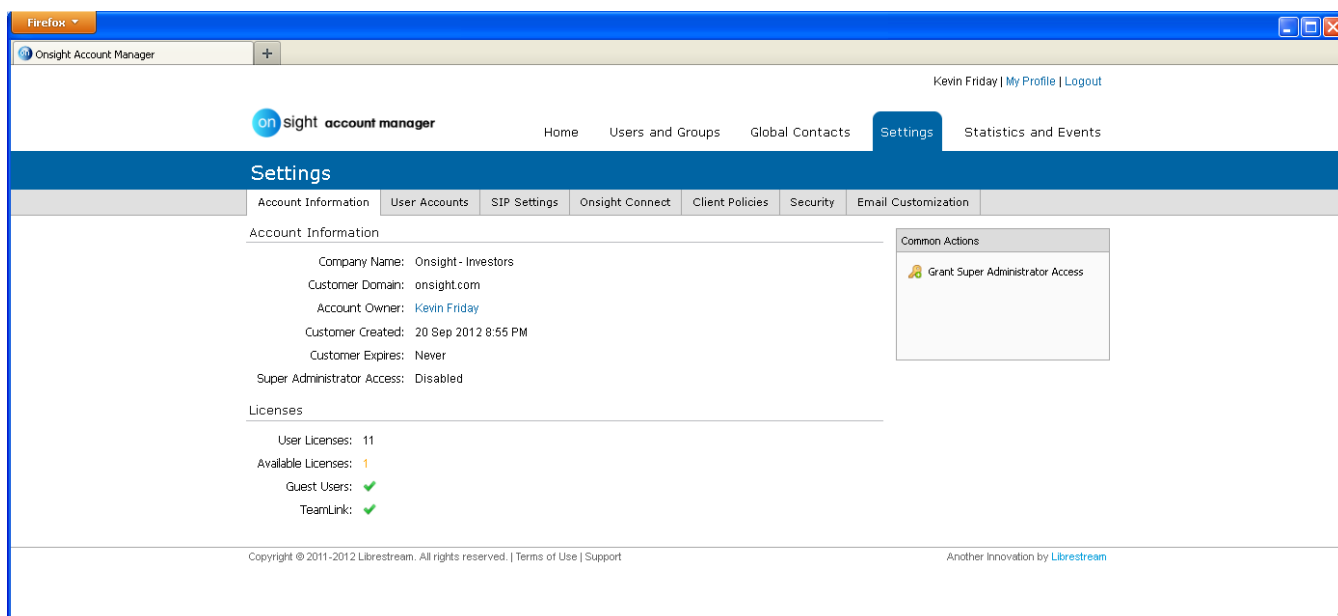 Firefox
Onsight Account Manager
Kevin Friday | My Profile | Logout
on sight account manager
Home Users and Groups Global Contacts Settings Statistics and Events
Settings
Account Information User Accounts SIP Settings Onsight Connect Client Policies Security Email Customization
Account Information
Common Actions
Company Name: Onsight - Investors
Grant Super Administrator Access
Customer Domain: onsight.com
Account Owner: Kevin Friday
Customer Created: 20 Sep 2012 8:55 PM
Customer Expires: Never
Super Administrator Access: Disabled
Licenses
User Licenses: 11
Available Licenses: 1
Guest Users:
TeamLink:
Copyright © 2011-2012 Librestream. All rights reserved. | Terms of Use | Support
Another Innovation by Librestream